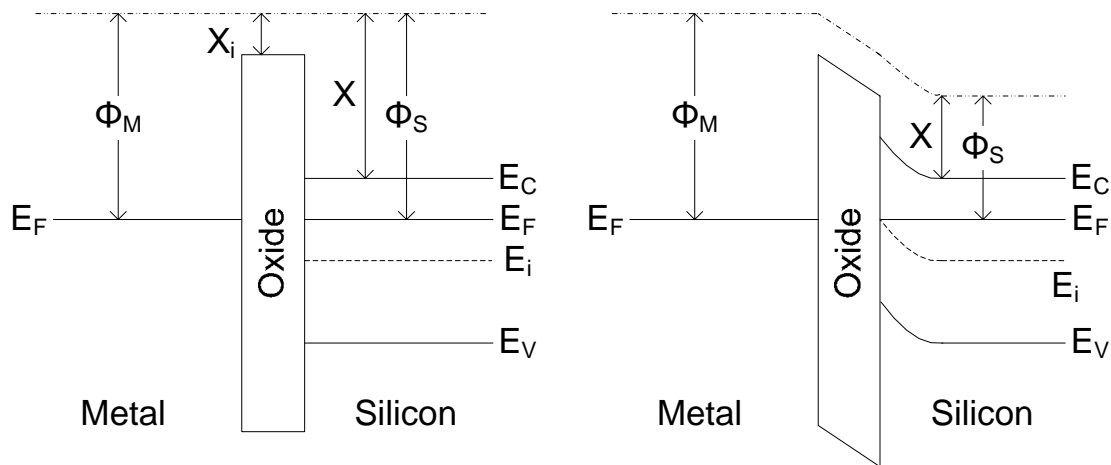 X_i
X
Φ_M
Φ_S
E_C
E_F
E_F
E_i
E_V
Oxide
Metal
Silicon
Φ_M
X
Φ_S
E_C
E_F
E_F
E_i
E_V
Oxide
Metal
Silicon